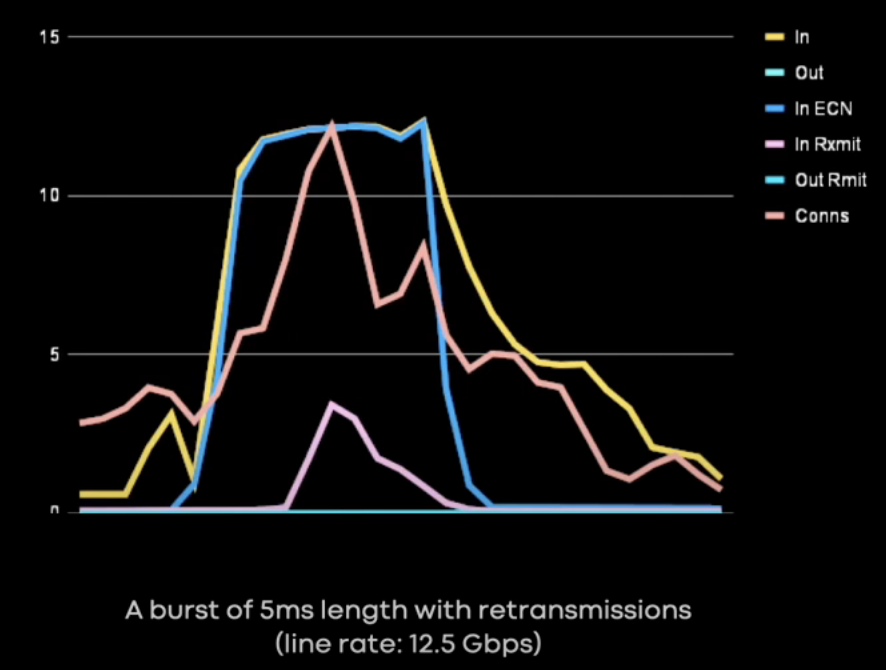 15
In
Out
In ECN
In Rxmit
10
Out Rmit
Conns
5
0
A burst of 5ms length with retransmissions
(line rate: 12.5 Gbps)